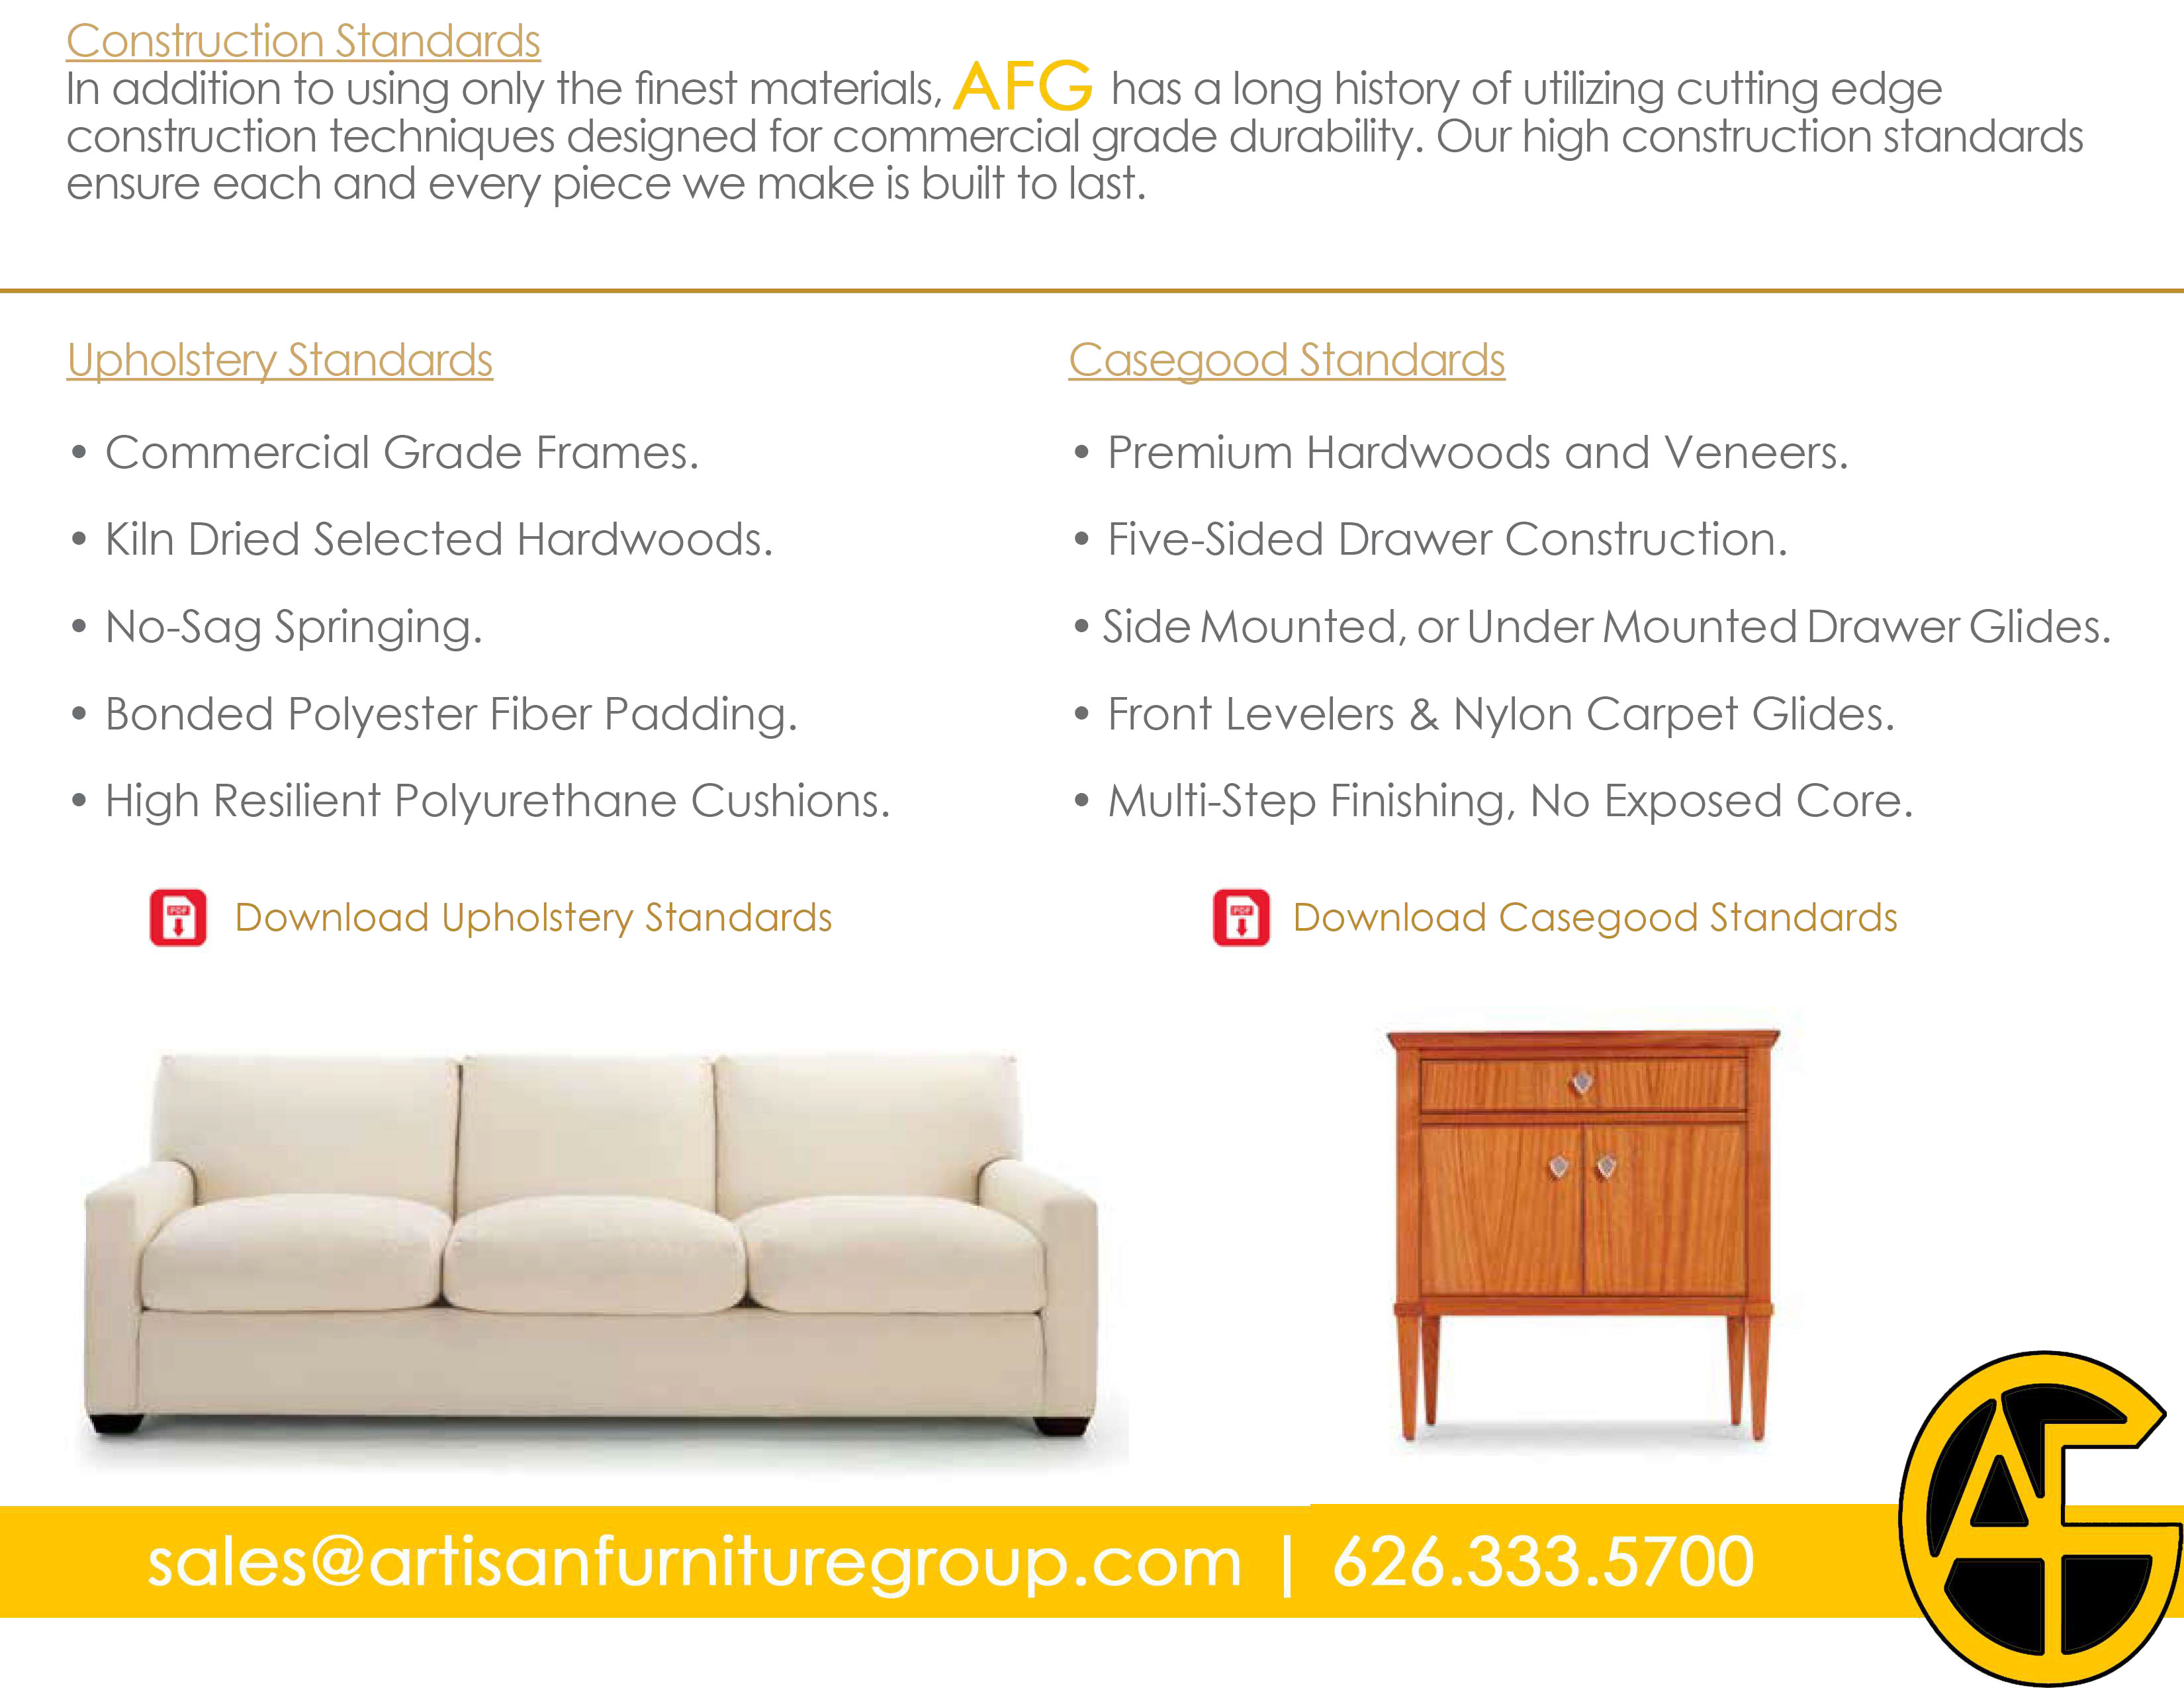 Construction Standards
In addition to using only the finest materials, AFG has a long history of utilizing cutting edge
construction techniques designed for commercial grade durability. Our high construction standards
ensure each and every piece we make is built to last.
Upholstery Standards
• Commercial Grade Frames.
• Kiln Dried Selected Hardwoods.
• No-Sag Springing.
• Bonded Polyester Fiber Padding.
• High Resilient Polyurethane Cushions.
PDF
Download Upholstery Standards
Casegood Standards
• Premium Hardwoods and Veneers.
• Five-Sided Drawer Construction.
• Side Mounted, or Under Mounted Drawer Glides.
• Front Levelers & Nylon Carpet Glides.
• Multi-Step Finishing, No Exposed Core.
PDF
Download Casegood Standards
sales@artisanfurnituregroup.com | 626.333.5700
AFG